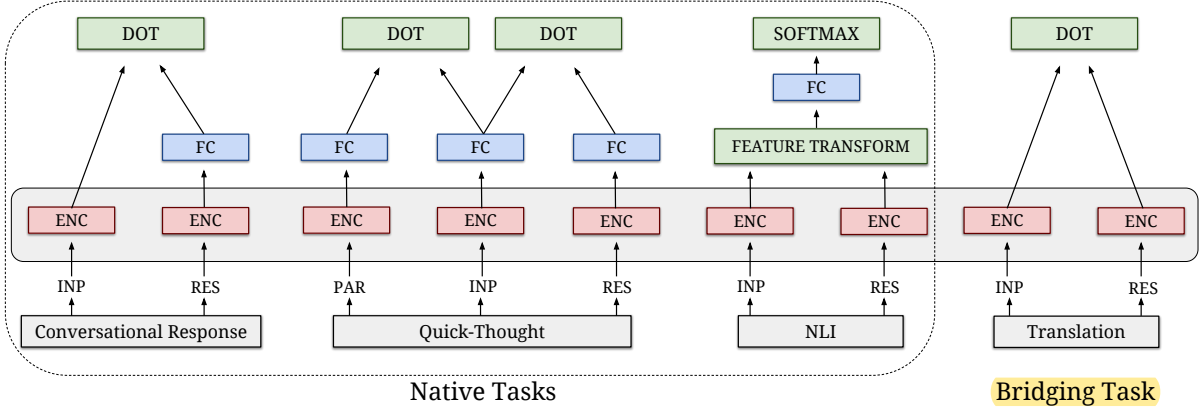 DOT DOT DOT SOFTMAX DOT
FC
FC FC FC FC FEATURE TRANSFORM
ENC ENC ENC ENC ENC ENC ENC ENC ENC
INP RES PAR INP RES INP RES INP RES
Conversational Response Quick-Thought NLI Translation
Native Tasks Bridging Task